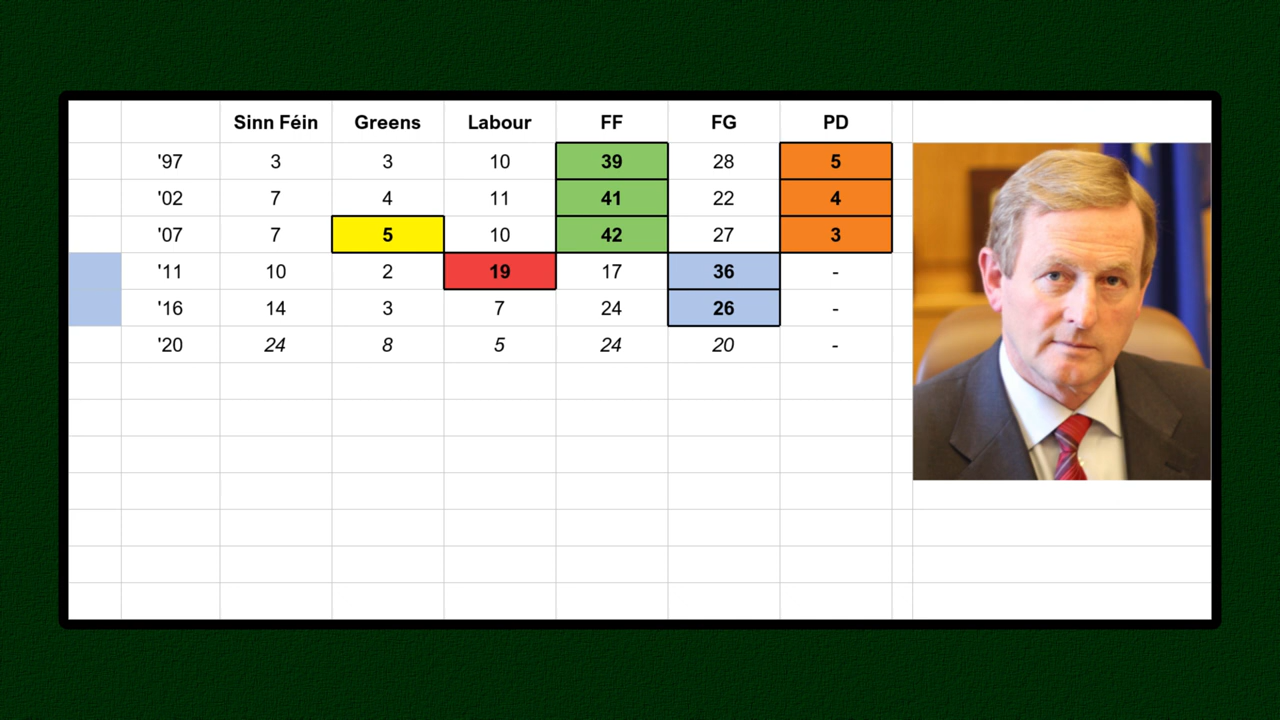 Sinn Féin Greens Labour FF FG PD
'97 3 3 10 39 28 5
'02 7 4 11 41 22 4
'07 7 5 10 42 27 3
'11 10 2 19 17 36 -
'16 14 3 7 24 26 -
'20 24 8 5 24 20 -